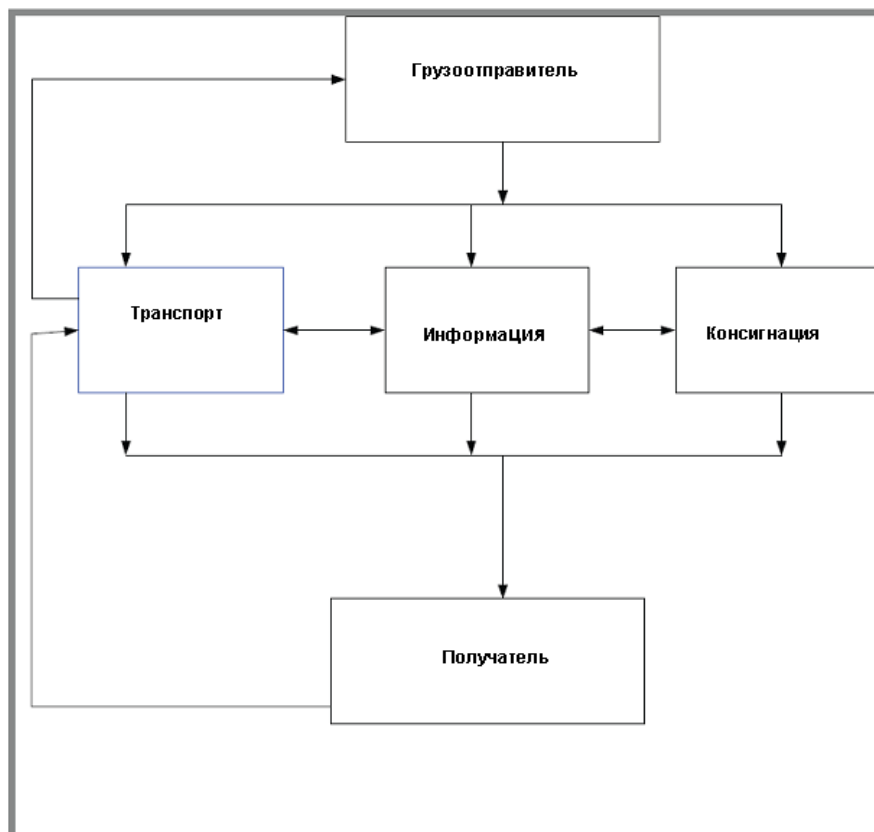 Грузоотправитель
Транспорт
ИнформаЦИЯ
Консигнация
Получатель